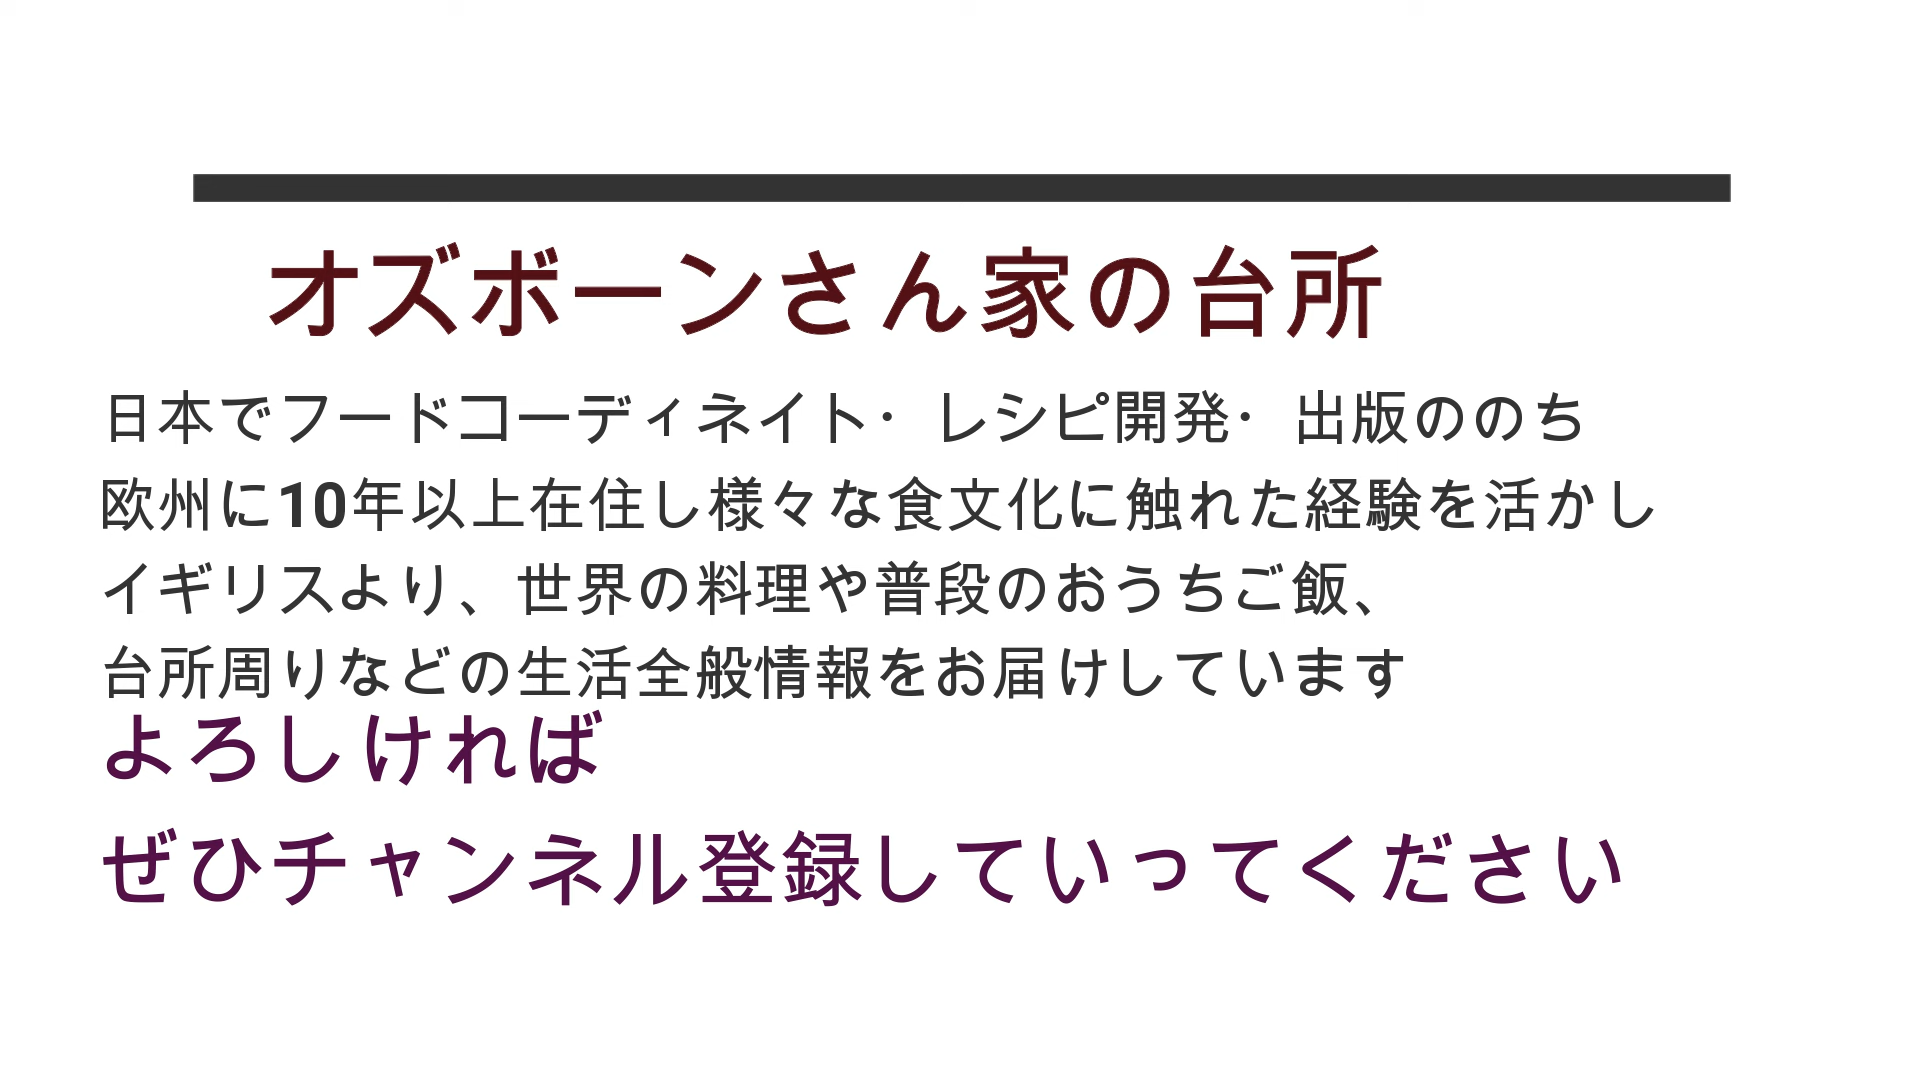 オズボーンさん家の台所
日本でフードコーディネイト・レシピ開発・出版ののち
欧州に10年以上在住し様々な食文化に触れた経験を活かし
イギリスより、世界の料理や普段のおうちご飯、
台所周りなどの生活全般情報をお届けしています
よろしければ
ぜひチャンネル登録していってください